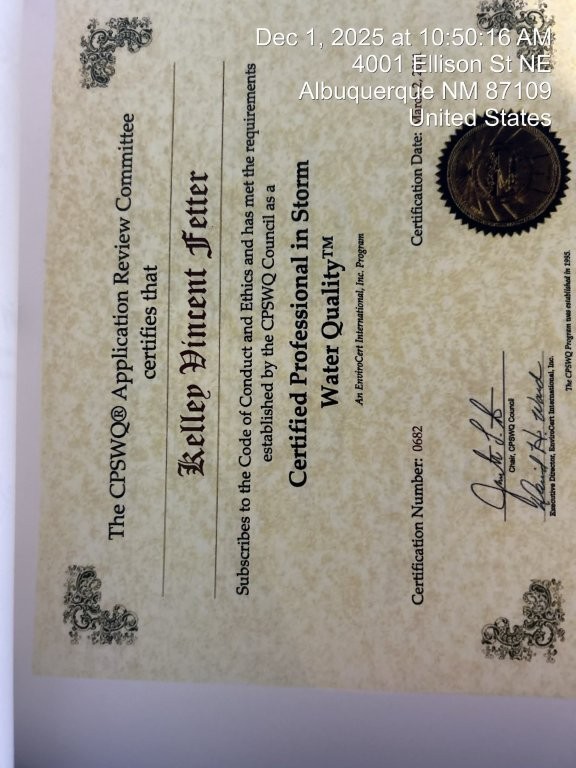 Dec 1, 2025 at 10:50:16 AM
4001 Ellison St NE
Albuquerque NM 87109
United States
The CPSWQ® Application Review Committee
certifies that
Kelley Vincent Fetter
Subscribes to the Code of Conduct and Ethics and has met the requirements
established by the CPSWQ Council as a
Certified Professional in Storm
Water Quality™
An EnviroCert International, Inc. Program
Certification Number: 0682
Certification Date: March
Chair, CPSWQ Council
David H. Ward
Executive Director, EnviroCert International, Inc.
The CPSWQ Program was established in 1995.